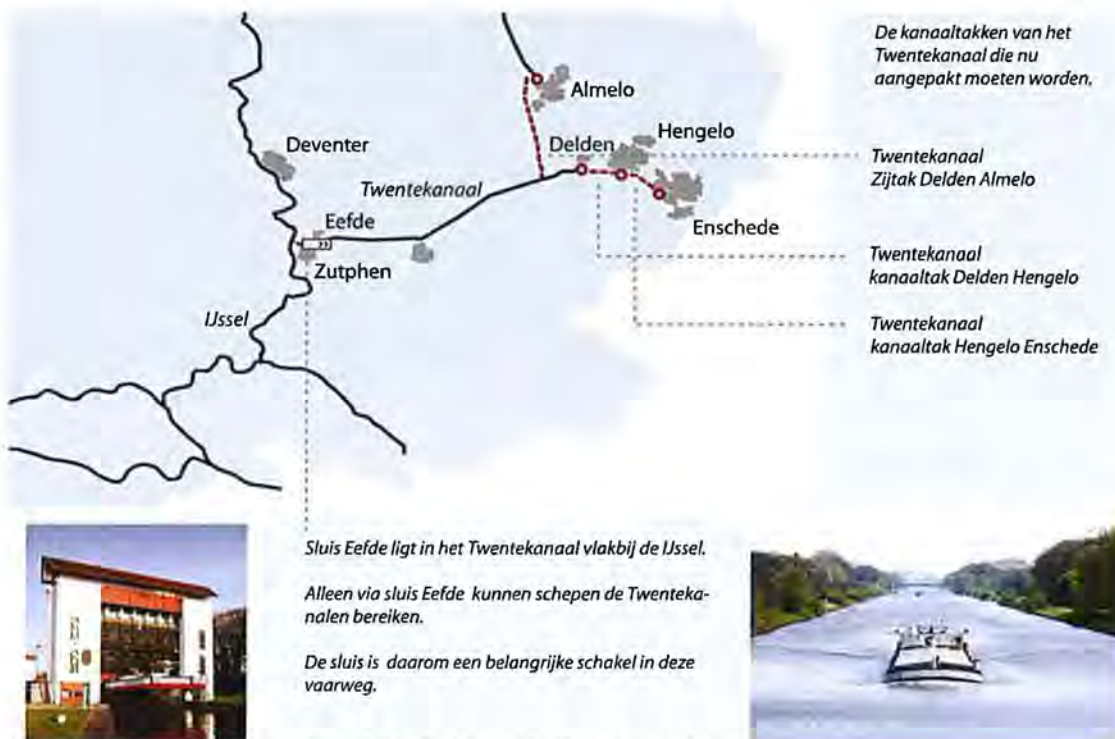 De kanaaltakken van het
Twentekanaal die nu
aangepakt moeten worden.
Almelo
Hengelo
Delden
Deventer
Twentekanaal
Zijtak Delden Almelo
Twentekanaal
Enschede
Eefde
Zutphen
Twentekanaal
kanaaltak Delden Hengelo
IJssel
Twentekanaal
kanaaltak Hengelo Enschede
Sluis Eefde ligt in het Twentekanaal vlakbij de IJssel.
Alleen via sluis Eefde kunnen schepen de Twenteka-
nalen bereiken.
De sluis is daarom een belangrijke schakel in deze
vaarweg.